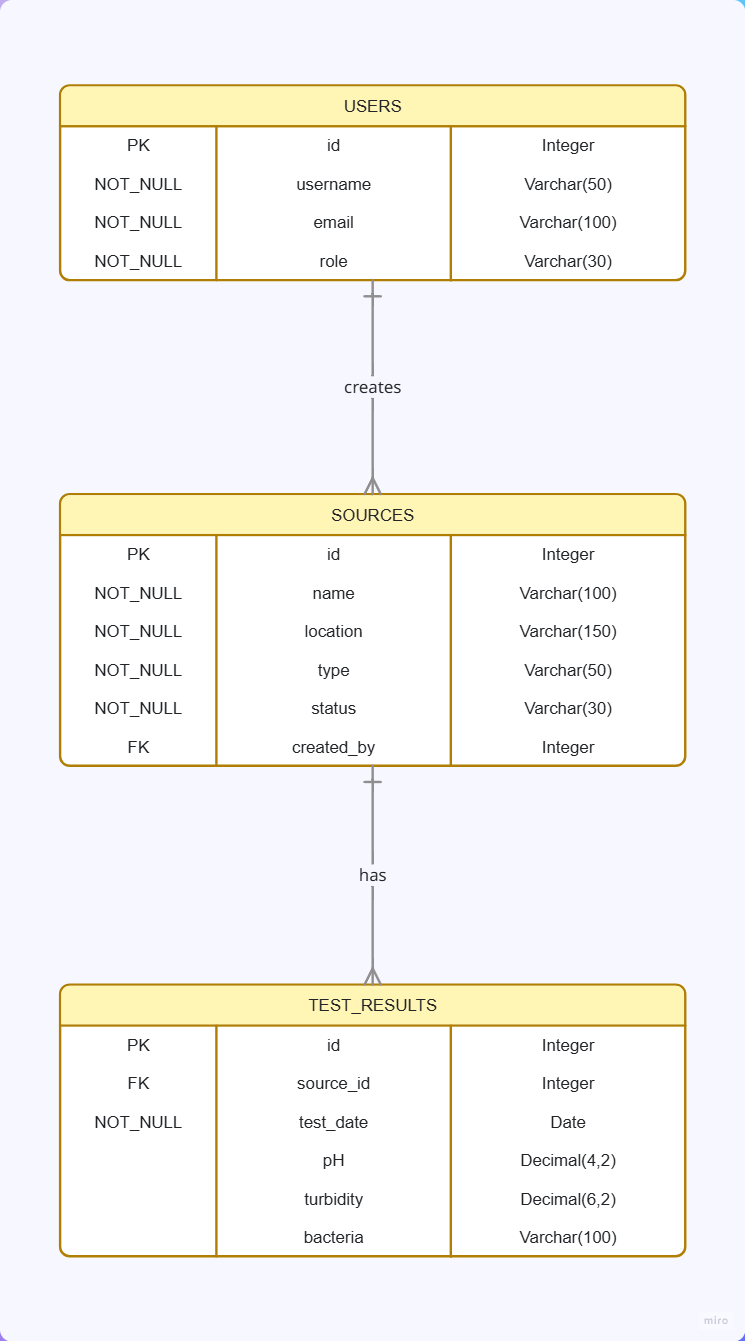 USERS
PK id Integer
NOT_NULL username Varchar(50)
NOT_NULL email Varchar(100)
NOT_NULL role Varchar(30)
creates
SOURCES
PK id Integer
NOT_NULL name Varchar(100)
NOT_NULL location Varchar(150)
NOT_NULL type Varchar(50)
NOT_NULL status Varchar(30)
FK created_by Integer
has
TEST_RESULTS
PK id Integer
FK source_id Integer
NOT_NULL test_date Date
pH Decimal(4,2)
turbidity Decimal(6,2)
bacteria Varchar(100)
miro